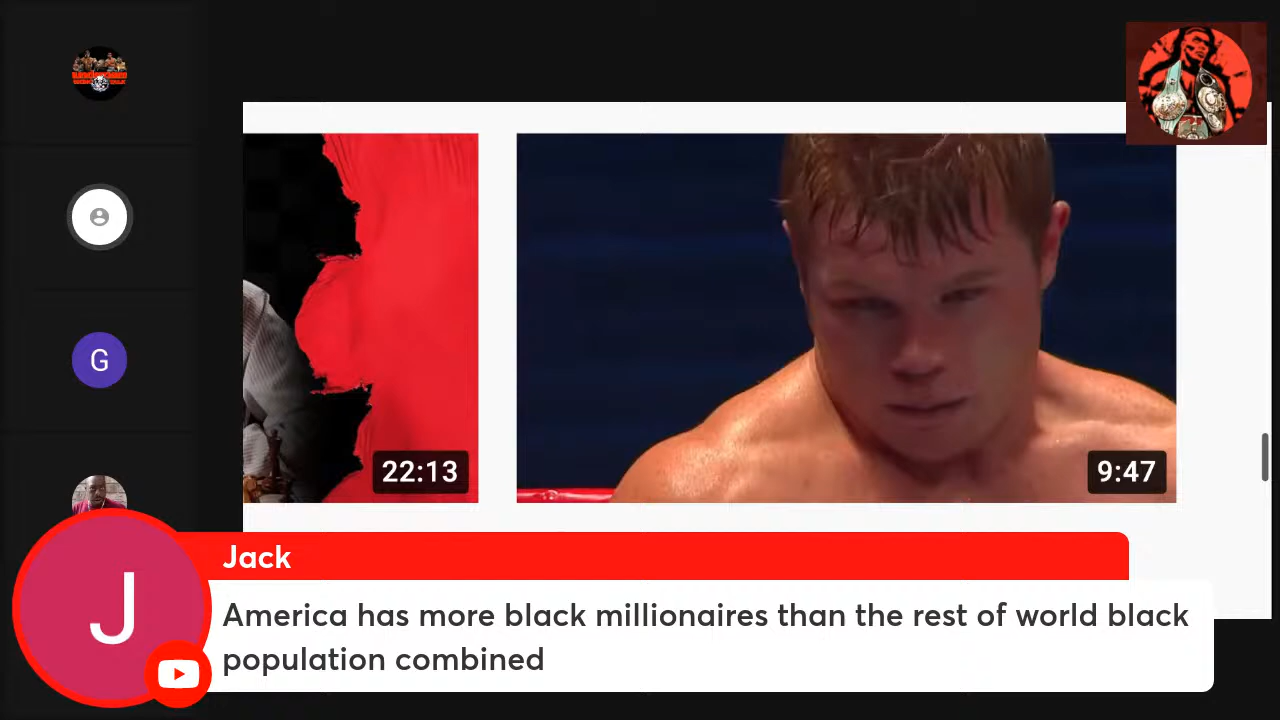 G
22:13
9:47
J
Jack
America has more black millionaires than the rest of world black
population combined